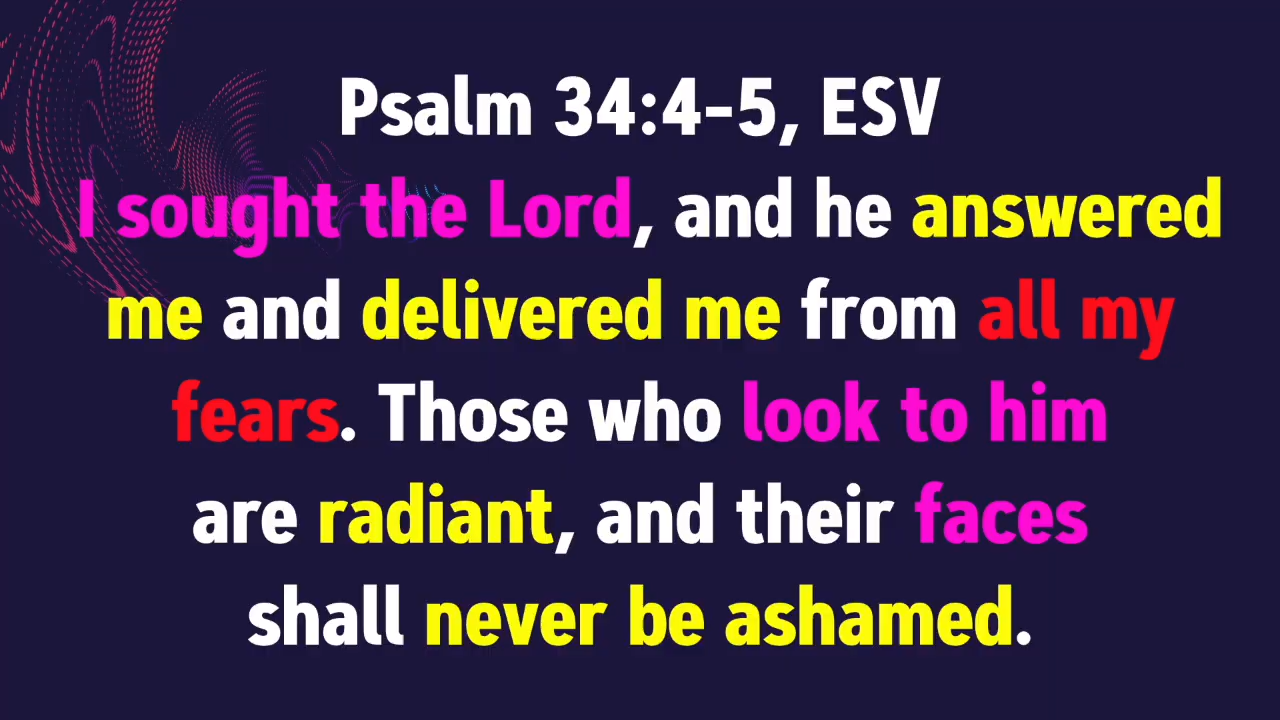 Psalm 34:4-5, ESV
I sought the Lord, and he answered
me and delivered me from all my
fears. Those who look to him
are radiant, and their faces
shall never be ashamed.